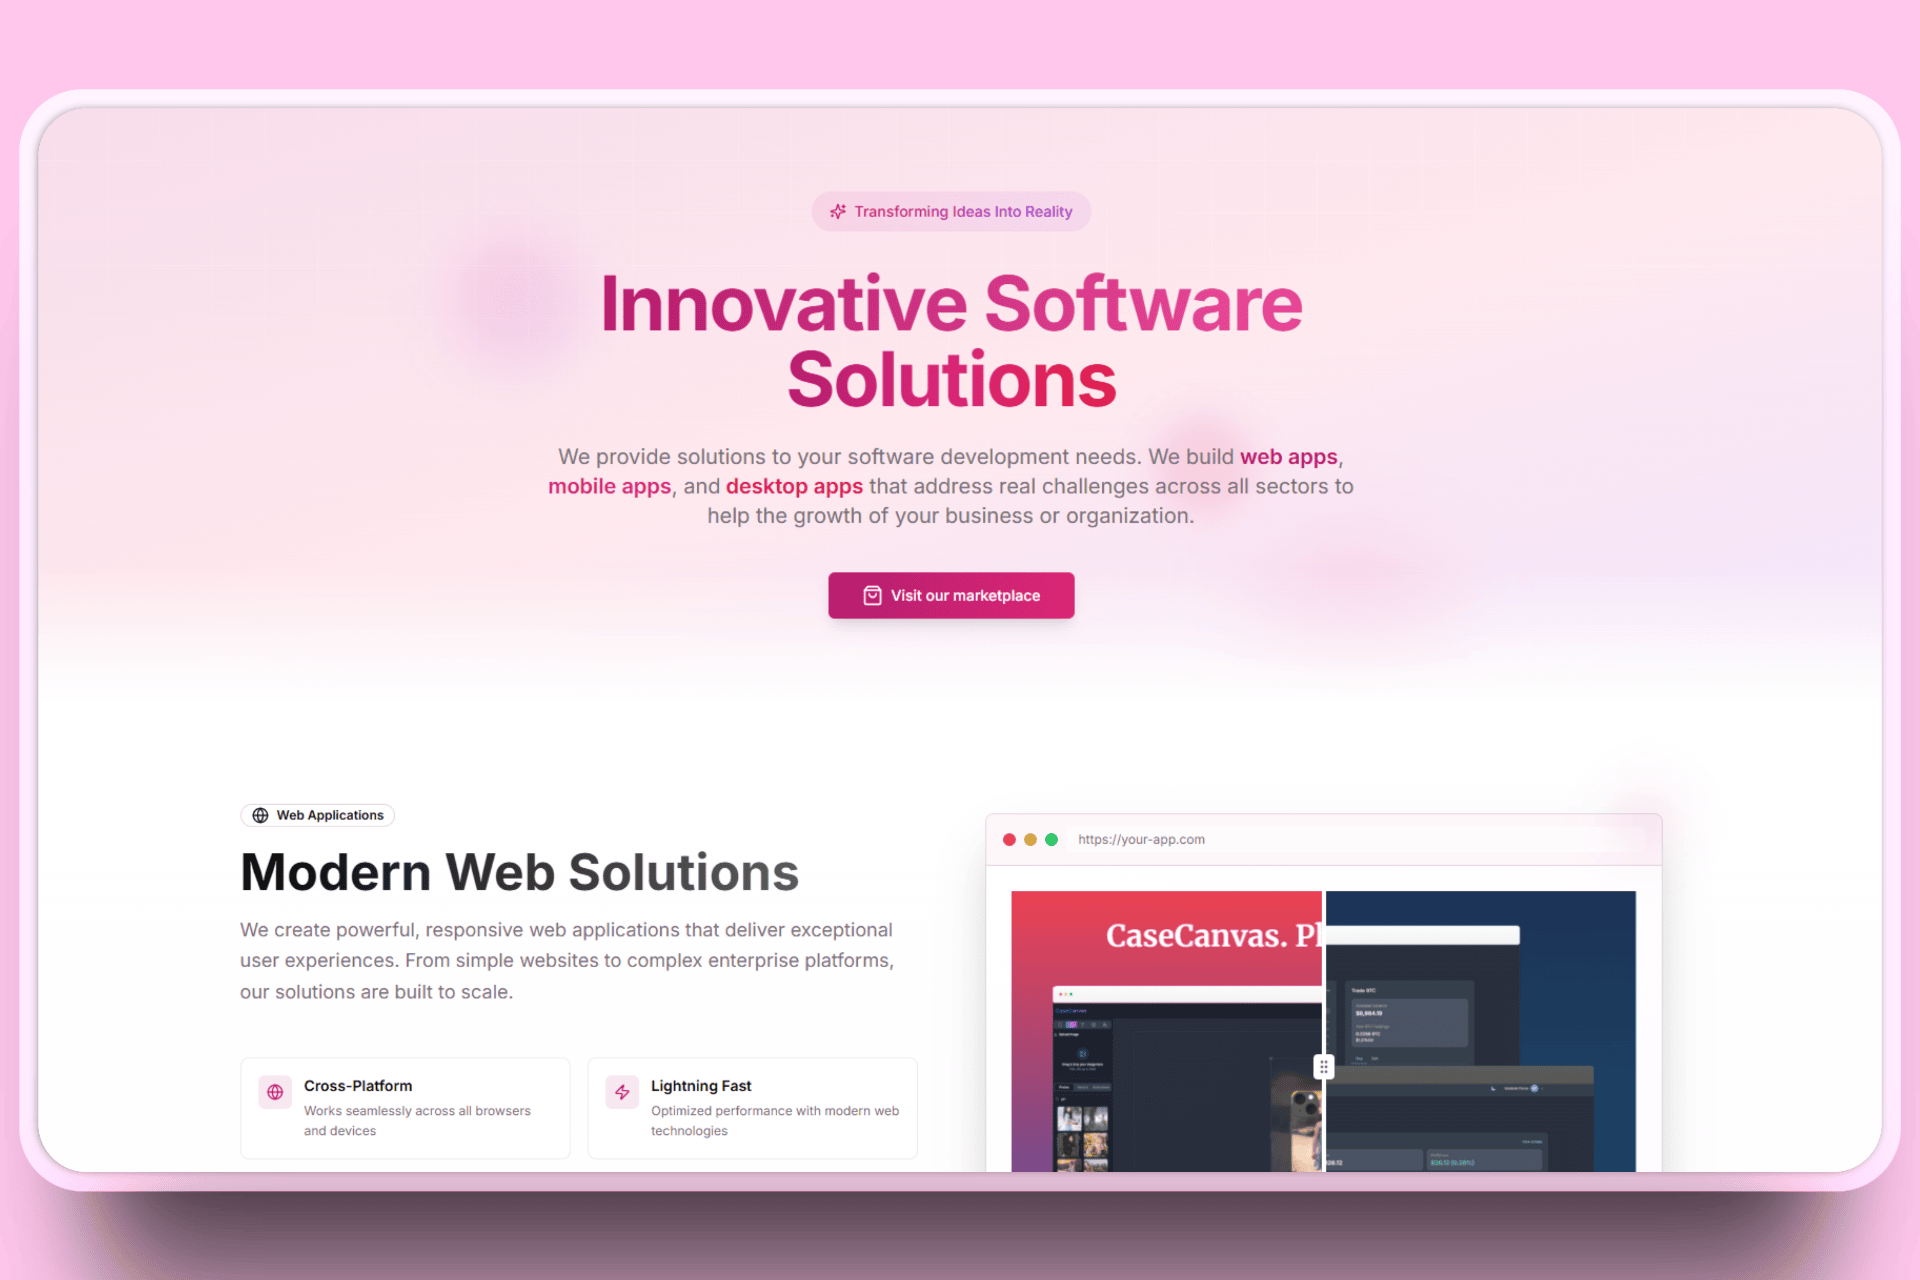 Transforming Ideas Into Reality
Innovative Software
Solutions
We provide solutions to your software development needs. We build web apps,
mobile apps, and desktop apps that address real challenges across all sectors to
help the growth of your business or organization.
Visit our marketplace
Web Applications
Modern Web Solutions
We create powerful, responsive web applications that deliver exceptional
user experiences. From simple websites to complex enterprise platforms,
our solutions are built to scale.
Cross-Platform
Works seamlessly across all browsers
and devices
Lightning Fast
Optimized performance with modern web
technologies
https://your-app.com
CaseCanvas. Pl
CaseCanvas
Trade BTC